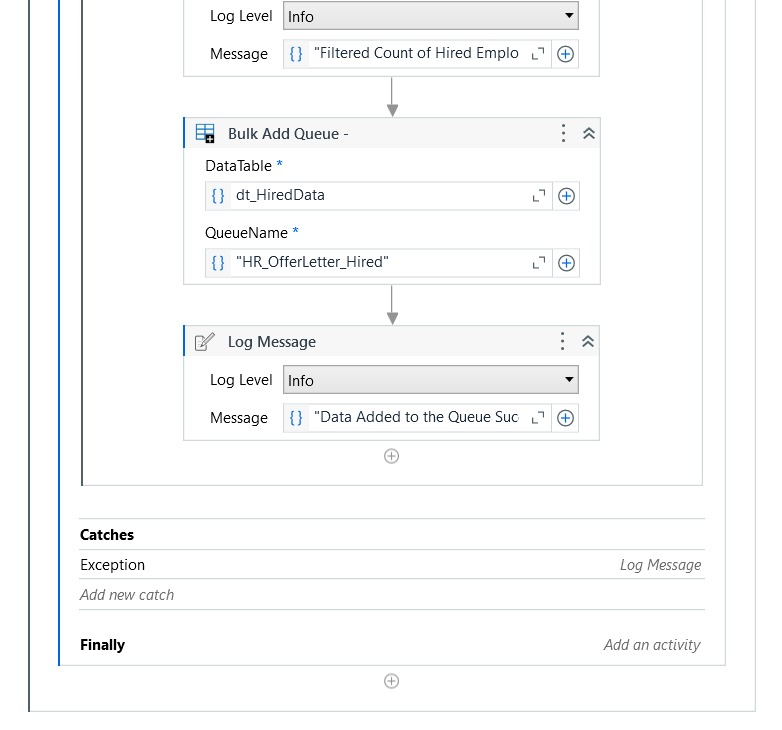 Log Level Info
Message {} "Filtered Count of Hired Emplo
Bulk Add Queue -
DataTable *
{} dt_HiredData
QueueName *
{} "HR_OfferLetter_Hired"
Log Message
Log Level Info
Message {} "Data Added to the Queue Suc
Catches
Exception Log Message
Add new catch
Finally Add an activity